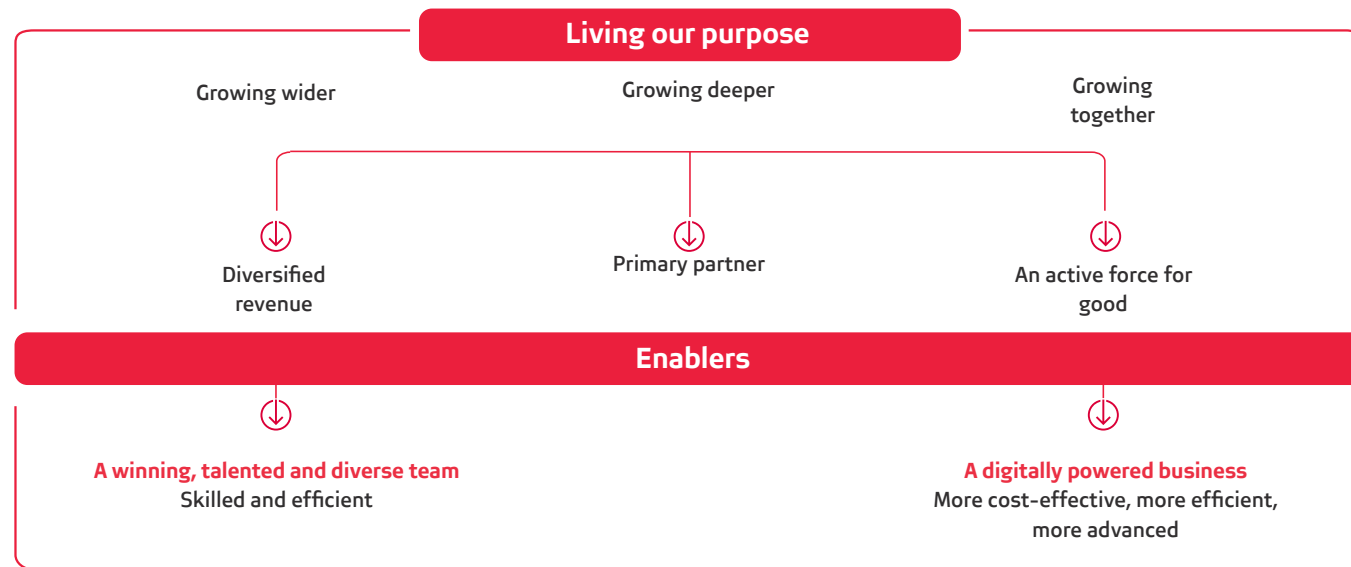 Living our purpose
Growing wider
Growing deeper
Growing
together
Diversified
revenue
Primary partner
An active force for
good
Enablers
A winning, talented and diverse team
Skilled and efficient
A digitally powered business
More cost-effective, more efficient,
more advanced